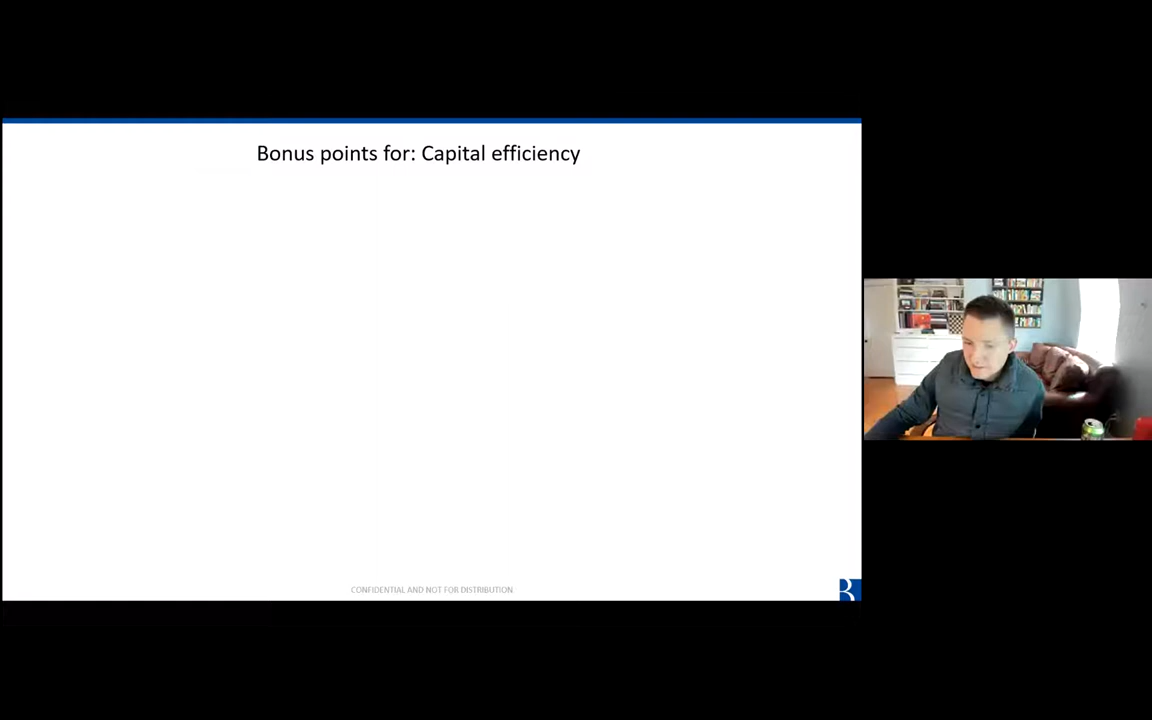 Bonus points for: Capital efficiency
CONFIDENTIAL AND NOT FOR DISTRIBUTION